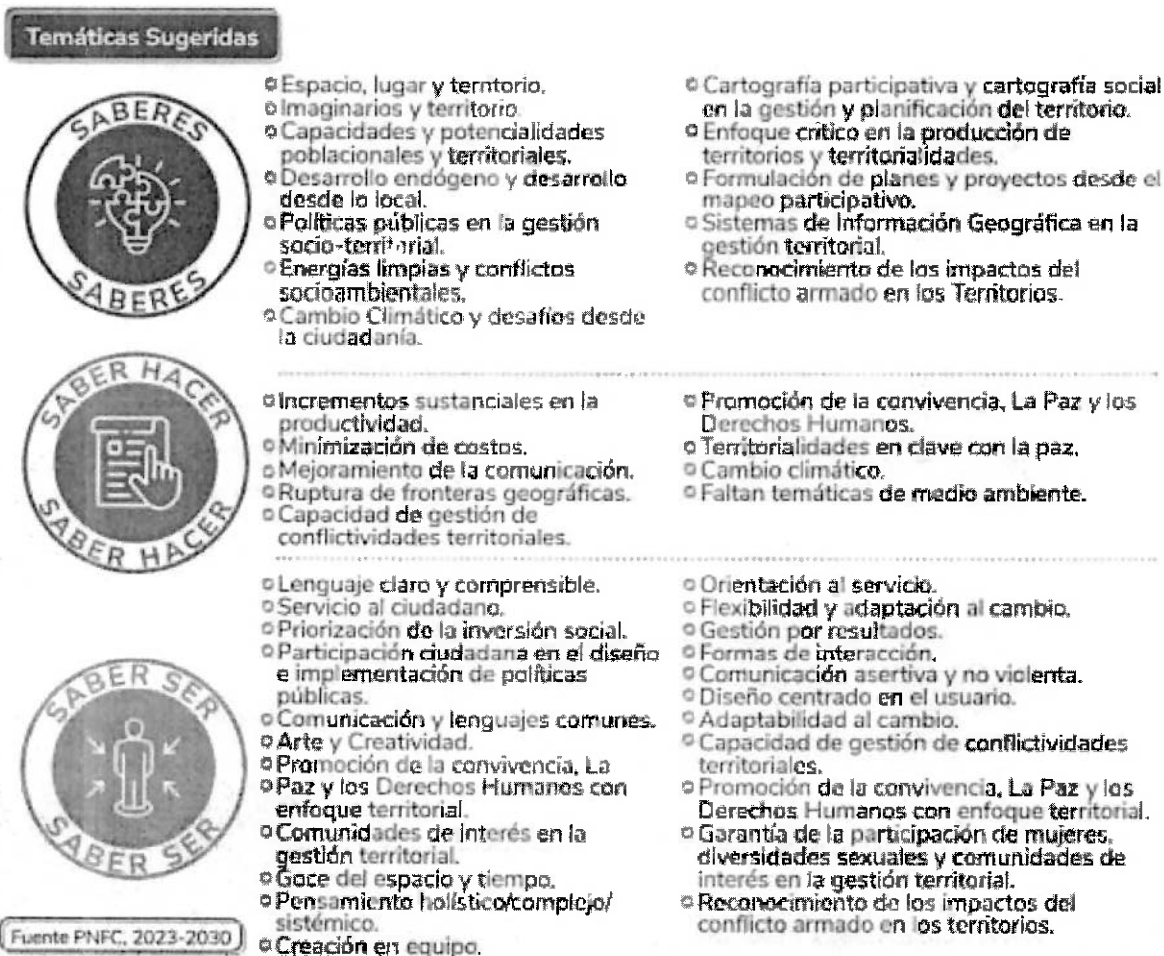 Temáticas Sugeridas
SABERES
SABERES
Espacio, lugar y territorio.
Imaginarios y territorio.
Capacidades y potencialidades
poblacionales y territoriales.
Desarrollo endógeno y desarrollo
desde lo local.
Políticas públicas en la gestión
socio-territorial.
Energías limpias y conflictos
socioambientales.
Cambio Climático y desafíos desde
la ciudadanía.
Cartografía participativa y cartografía social
en la gestión y planificación del territorio.
Enfoque crítico en la producción de
territorios y territorialidades.
Formulación de planes y proyectos desde el
mapeo participativo.
Sistemas de Información Geográfica en la
gestión territorial.
Reconocimiento de los impactos del
conflicto armado en los Territorios.
SABER HACER
SABER HACER
Incrementos sustanciales en la
productividad.
Minimización de costos.
Mejoramiento de la comunicación.
Ruptura de fronteras geográficas.
Capacidad de gestión de
conflictividades territoriales.
Promoción de la convivencia, La Paz y los
Derechos Humanos.
Territorialidades en clave con la paz.
Cambio climático.
Faltan temáticas de medio ambiente.
SABER SER
SABER SER
Lenguaje claro y comprensible.
Servicio al ciudadano.
Priorización de la inversión social.
Participación ciudadana en el diseño
e implementación de políticas
públicas.
Comunicación y lenguajes comunes.
Arte y Creatividad.
Promoción de la convivencia, La
Paz y los Derechos Humanos con
enfoque territorial.
Comunidades de interés en la
gestión territorial.
Goce del espacio y tiempo.
Pensamiento holístico/complejo/
sistémico.
Creación en equipo.
Orientación al servicio.
Flexibilidad y adaptación al cambio.
Gestión por resultados.
Formas de interacción.
Comunicación asertiva y no violenta.
Diseño centrado en el usuario.
Adaptabilidad al cambio.
Capacidad de gestión de conflictividades
territoriales.
Promoción de la convivencia, La Paz y los
Derechos Humanos con enfoque territorial.
Garantía de la participación de mujeres,
diversidades sexuales y comunidades de
interés en la gestión territorial.
Reconocimiento de los impactos del
conflicto armado en los territorios.
Fuente PNFC, 2023-2030